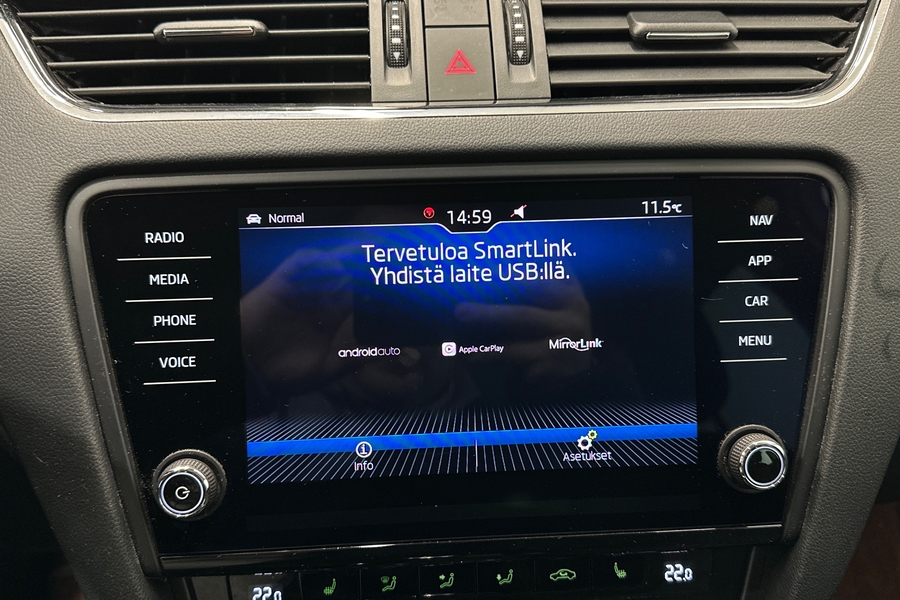 Normal
14:59
11.5°C
RADIO
MEDIA
PHONE
VOICE
Tervetuloa SmartLink.
Yhdistä laite USB:llä.
androidauto
Apple CarPlay
MirrorLink
Info
Asetukset
NAV
APP
CAR
MENU
22.0
22.0